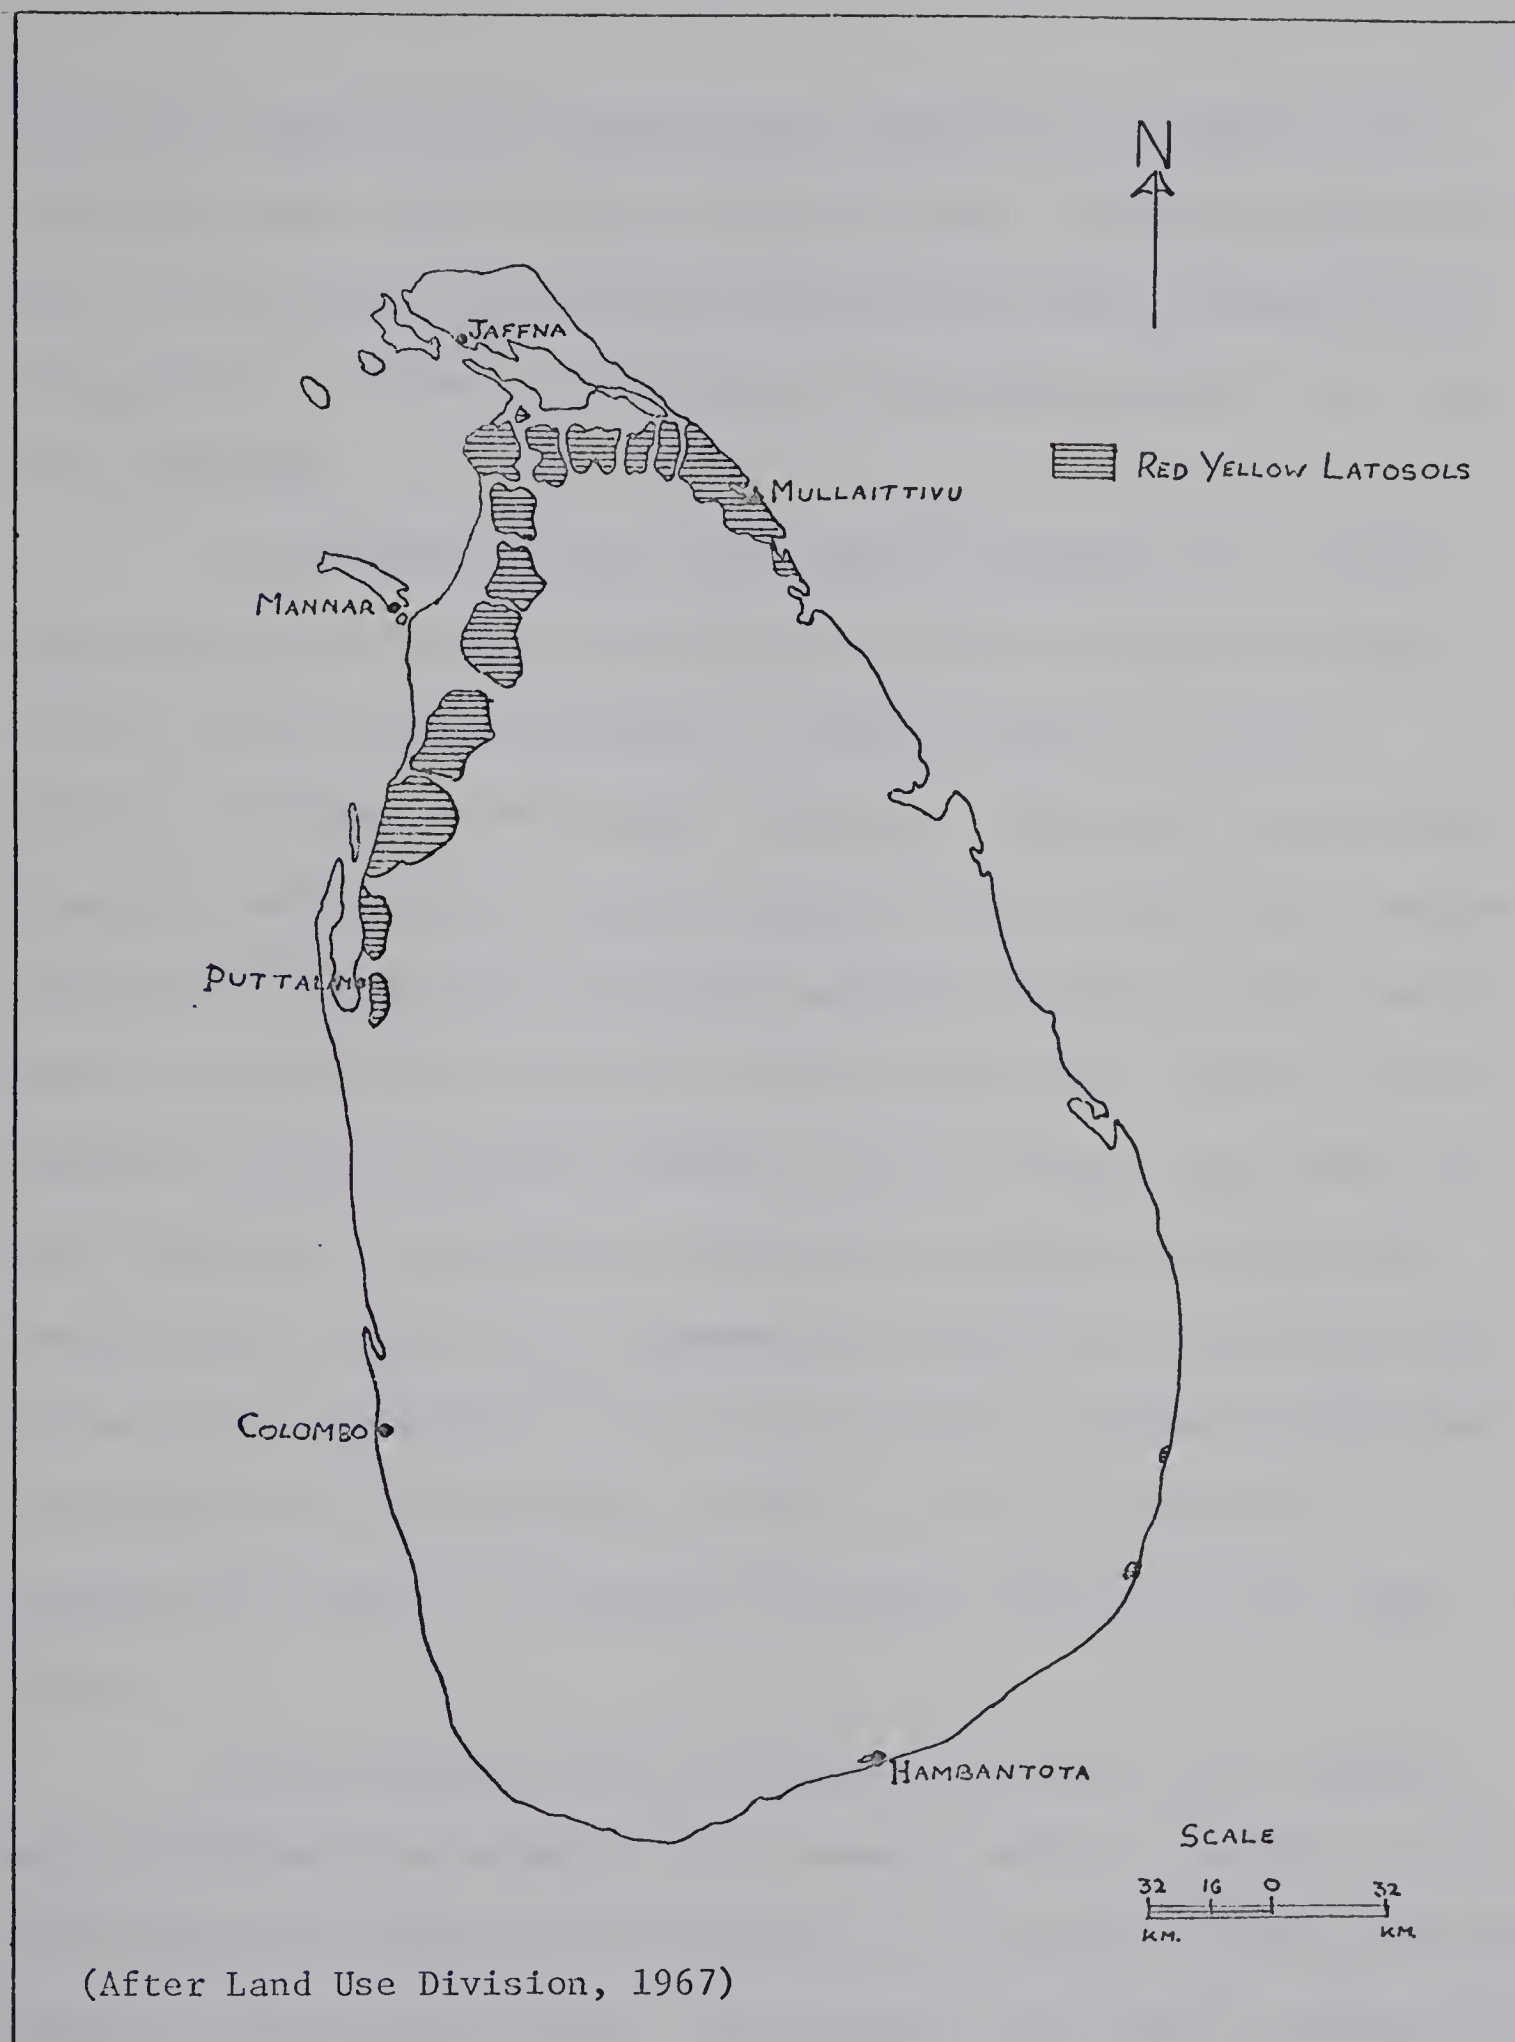 N
JAFFNA
RED YELLOW LATOSOLS
MULLAITTIVU
MANNAR
PUTTALAM
COLOMBO
HAMBANTOTA
SCALE
32 16 0 32
KM. KM.
(After Land Use Division, 1967)